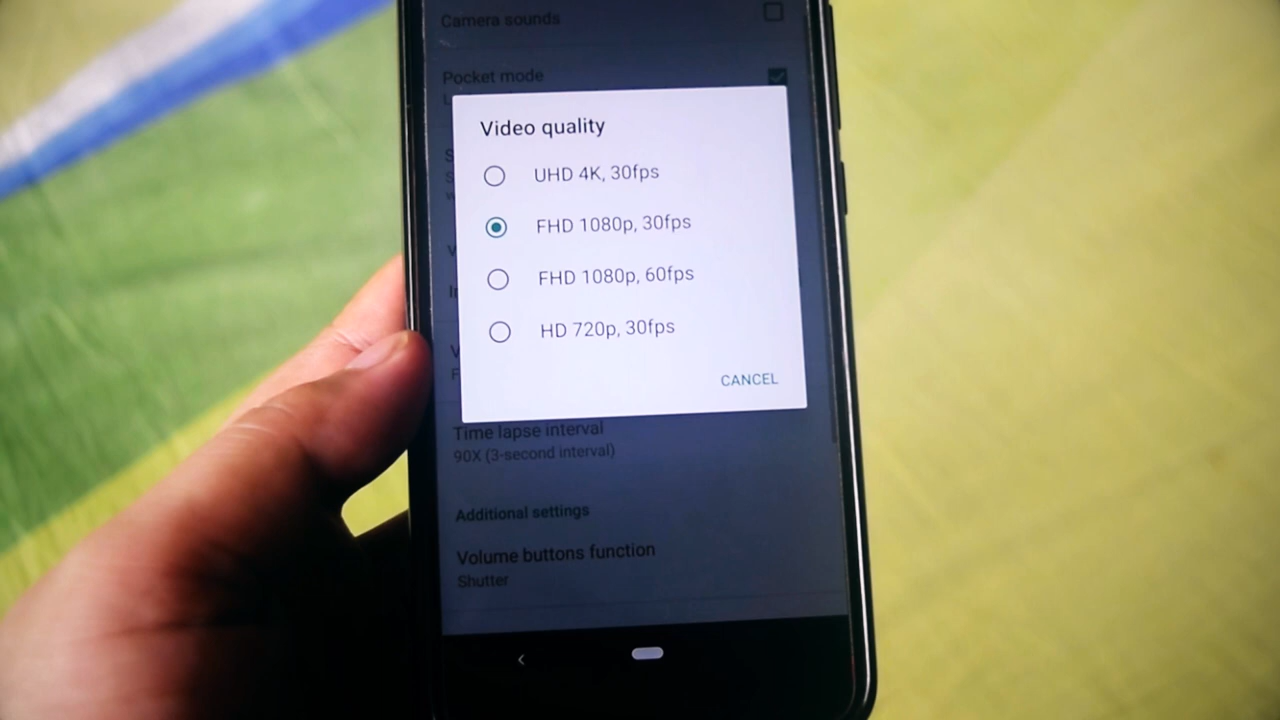 Camera sounds
Pocket mode
Video quality
UHD 4K, 30fps
FHD 1080p, 30fps
FHD 1080p, 60fps
HD 720p, 30fps
CANCEL
Time lapse interval
90X (3-second interval)
Additional settings
Volume buttons function
Shutter